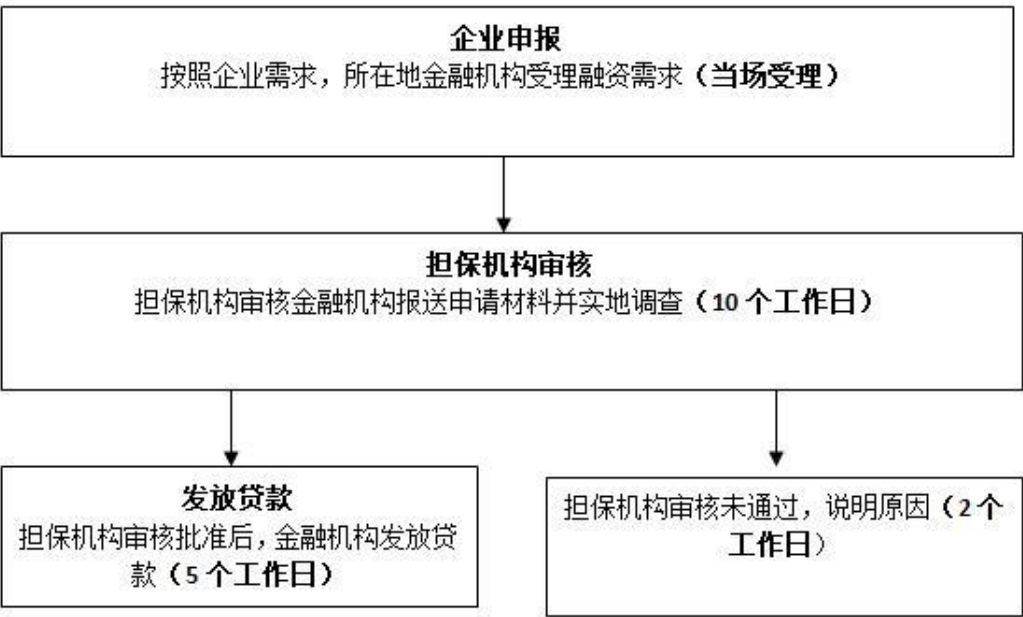 企业申报
按照企业需求，所在地金融机构受理融资需求（当场受理）
担保机构审核
担保机构审核金融机构报送申请材料并实地调查（10 个工作日）
发放贷款
担保机构审核批准后，金融机构发放贷
款（5 个工作日）
担保机构审核未通过，说明原因（2 个
工作日）